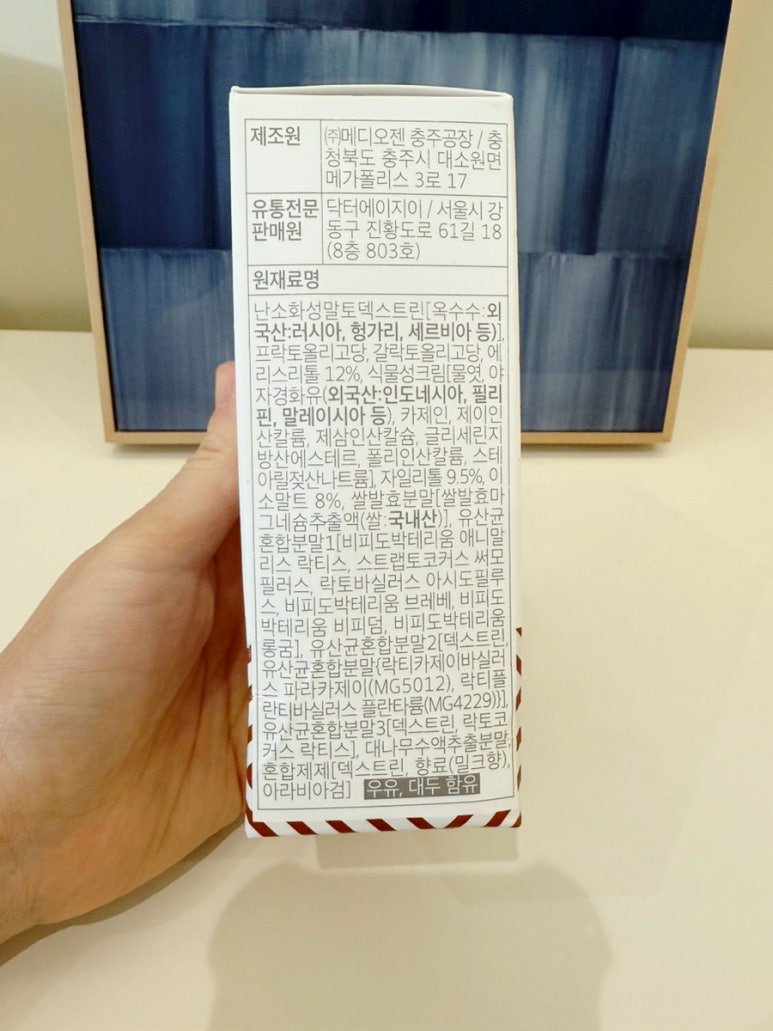 제조원
㈜메디오젠 충주공장 / 충
청북도 충주시 대소원면
메가폴리스 3로 17
유통전문
판매원
닥터에이지이 / 서울시 강
동구 진황도로 61길 18
(8층 803호)
원재료명
난소화성말토덱스트린[옥수수:외
국산:러시아, 헝가리, 세르비아 등)],
프락토올리고당, 갈락토올리고당, 에
리스리톨 12%, 식물성크림[물엿, 야
자경화유(외국산:인도네시아, 필리
핀, 말레이시아 등), 카제인, 제이인
산칼륨, 제삼인산칼슘, 글리세린지
방산에스테르, 폴리인산칼륨, 스테
아릴젖산나트륨], 자일리톨 9.5%, 이
소말트 8%, 쌀발효분말[쌀발효마
그네슘추출액(쌀:국내산)], 유산균
혼합분말1[비피도박테리움 애니말
리스 락티스, 스트랩토커스 써모
필러스, 락토바실러스 아시도필루
스, 비피도박테리움 브레베, 비피도
박테리움 비피덤, 비피도박테리움
롱굼], 유산균혼합분말2[덱스트린,
유산균혼합분말{락티카제이바실러
스 파라카제이(MG5012), 락티플
란티바실러스 플란타륨(MG4229)}],
유산균혼합분말3[덱스트린, 락토코
커스 락티스], 대나무수액추출분말,
혼합제제[덱스트린, 향료(밀크향),
아라비아검] 우유, 대두 함유